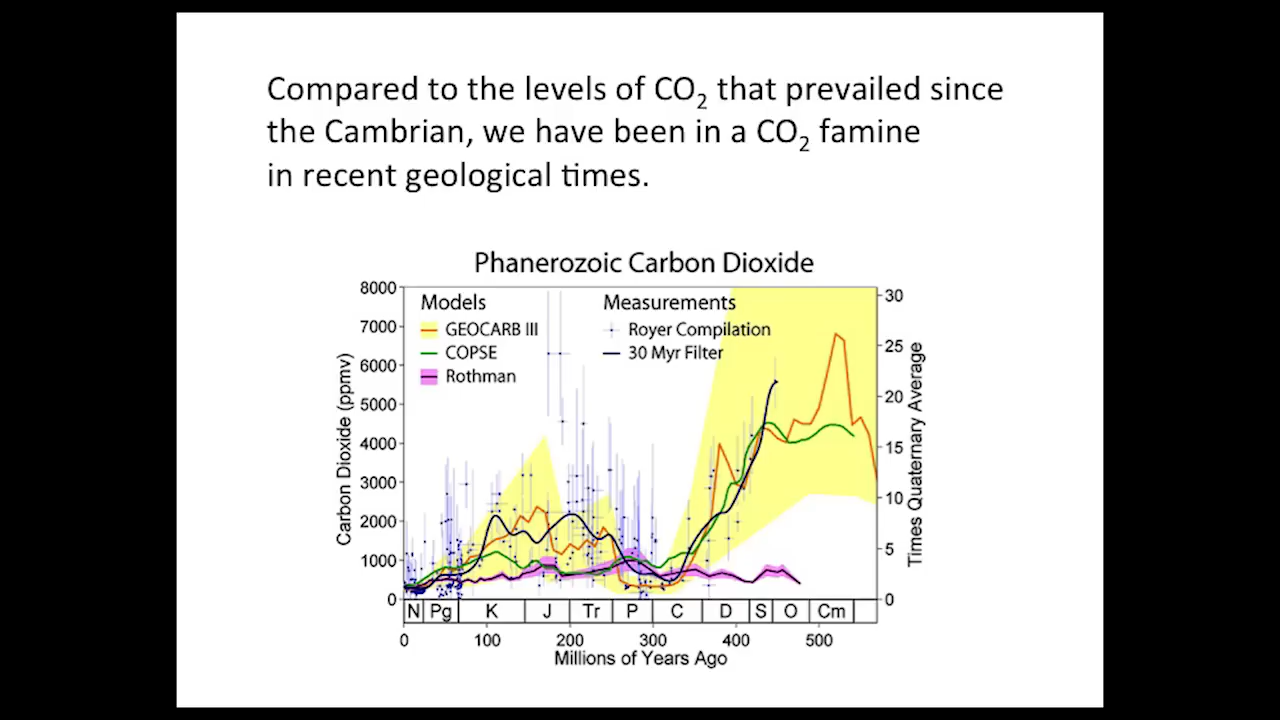 Compared to the levels of CO₂ that prevailed since
the Cambrian, we have been in a CO₂ famine
in recent geological times.
Phanerozoic Carbon Dioxide
Models
GEOCARB III
COPSE
Rothman
Measurements
Royer Compilation
30 Myr Filter
Carbon Dioxide (ppmv)
8000
7000
6000
5000
4000
3000
2000
1000
0
Times Quaternary Average
30
25
20
15
10
5
0
N Pg K J Tr P C D S O Cm
0 100 200 300 400 500
Millions of Years Ago